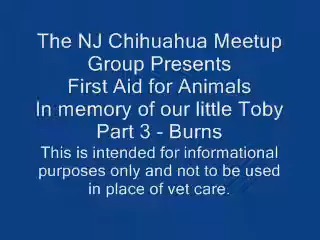 The NJ Chihuahua Meetup
Group Presents
First Aid for Animals
In memory of our little Toby
Part 3 - Burns
This is intended for informational
purposes only and not to be used
in place of vet care.